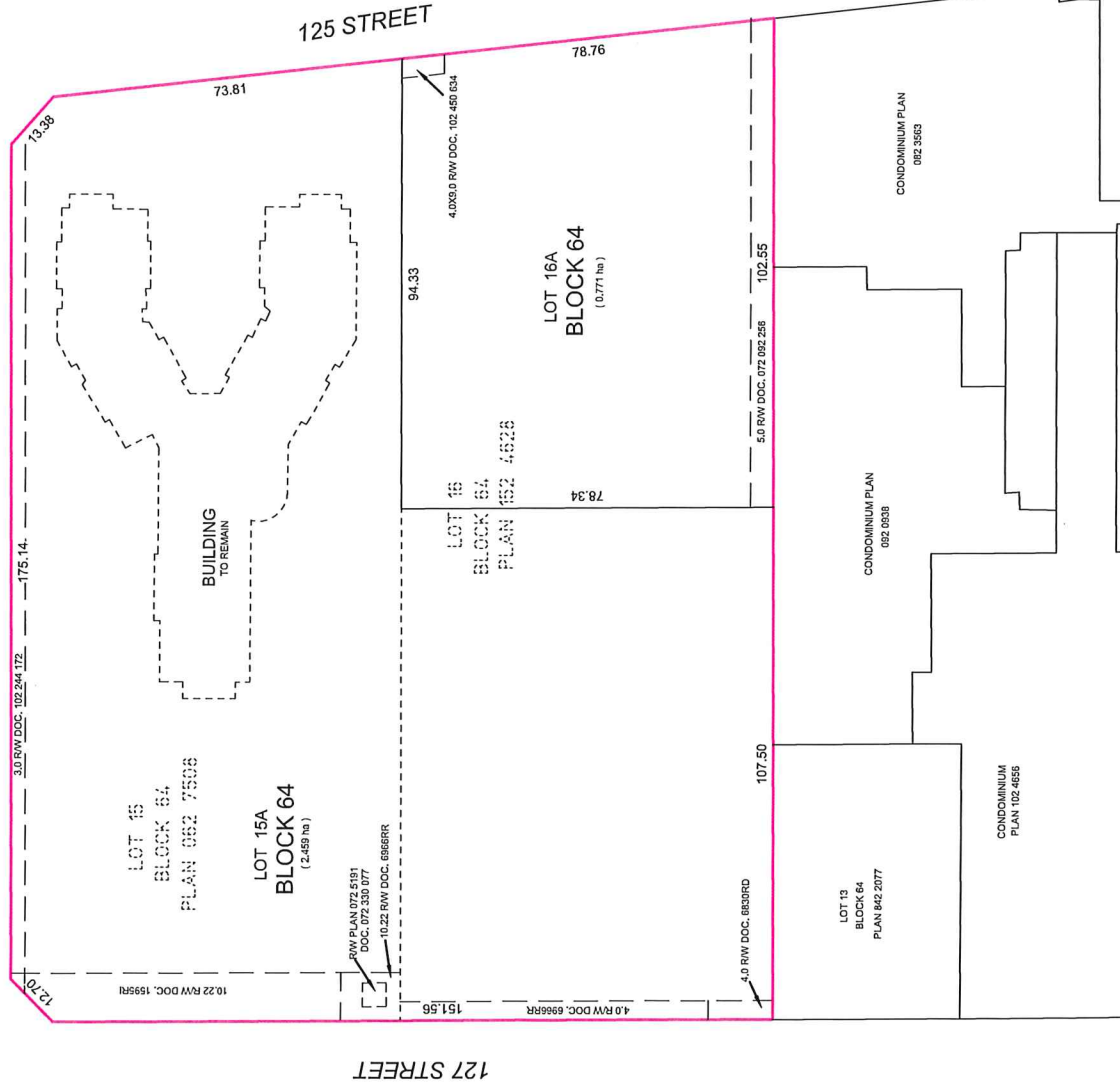 125 STREET
73.81
78.76
13.38
4.0X9.0 R/W DOC. 102 450 634
94.33
LOT 16A
BLOCK 64
( 0.771 ha )
CONDOMINIUM PLAN
082 3563
102.55
5.0 R/W DOC. 072 092 256
175.14
3.0 R/W DOC. 102 244 172
BUILDING
TO REMAIN
LOT 16
BLOCK 64
PLAN 152 4628
78.34
CONDOMINIUM PLAN
092 0938
LOT 15
BLOCK 64
PLAN 062 7508
LOT 15A
BLOCK 64
( 2.459 ha )
R/W PLAN 072 5191
DOC. 072 330 077
10.22 R/W DOC. 6966RR
107.50
4.0 R/W DOC. 6830RD
LOT 13
BLOCK 64
PLAN 842 2077
CONDOMINIUM
PLAN 102 4656
12.70
10.22 R/W DOC. 1595RI
151.56
4.0 R/W DOC. 6966RR
127 STREET